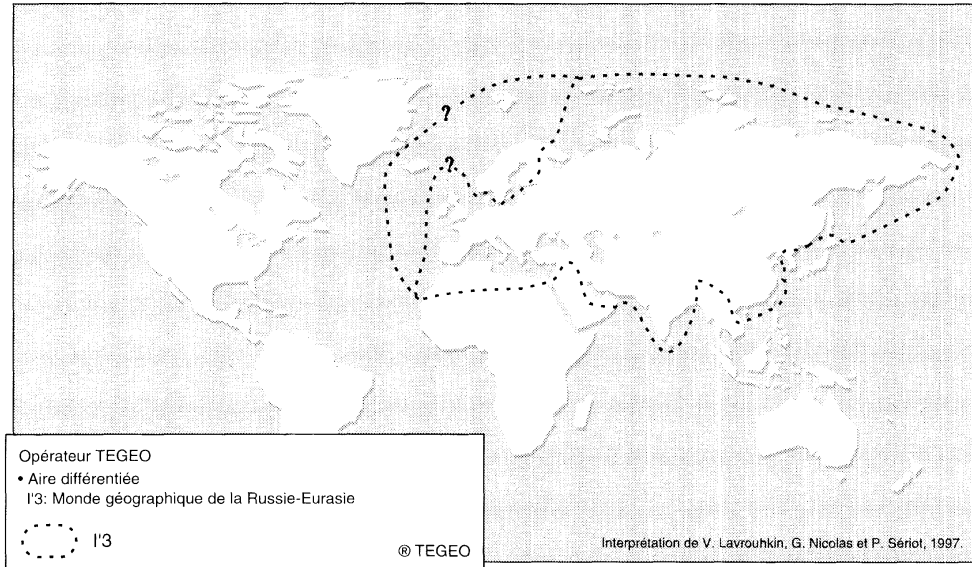 ?
?
Opérateur TEGEO
• Aire différentiée
I'3: Monde géographique de la Russie-Eurasie
I'3
® TEGEO
Interprétation de V. Lavrouhkin, G. Nicolas et P. Sériot, 1997.